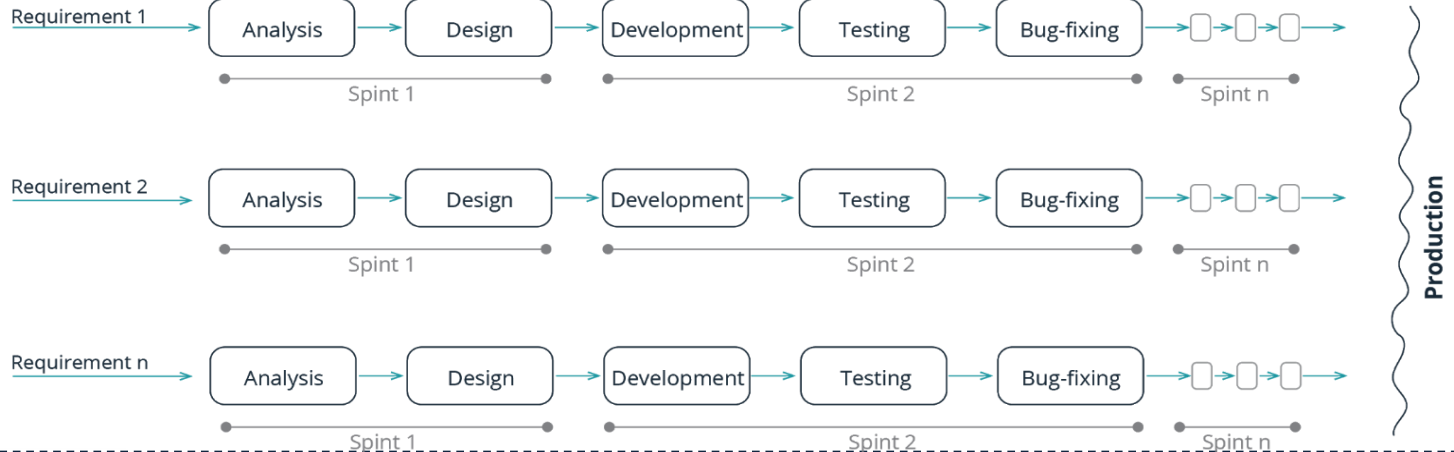 Requirement 1
Analysis
Design
Development
Testing
Bug-fixing
Spint 1
Spint 2
Spint n
Requirement 2
Analysis
Design
Development
Testing
Bug-fixing
Spint 1
Spint 2
Spint n
Requirement n
Analysis
Design
Development
Testing
Bug-fixing
Spint 1
Spint 2
Spint n
Production